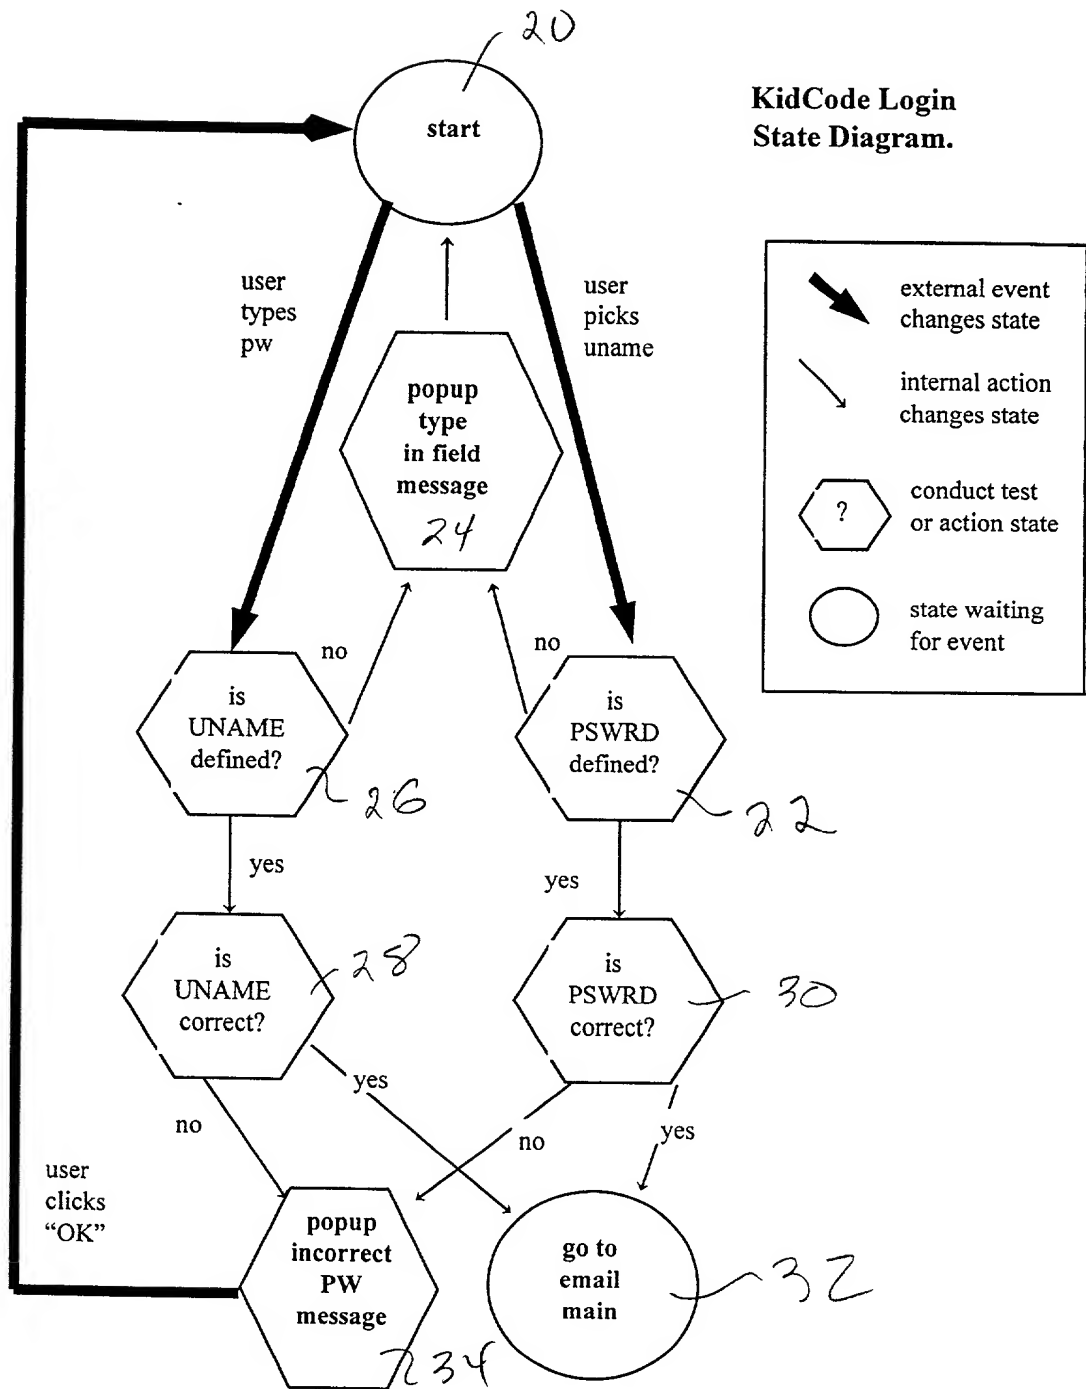 20
KidCode Login
State Diagram.
start
user
types
pw
user
picks
uname
external event
changes state
internal action
changes state
?
conduct test
or action state
state waiting
for event
popup
type
in field
message
24
no
no
is
UNAME
defined?
26
is
PSWRD
defined?
22
yes
yes
is
UNAME
correct?
28
is
PSWRD
correct?
30
yes
no
no
yes
user
clicks
“OK”
popup
incorrect
PW
message
34
go to
email
main
32